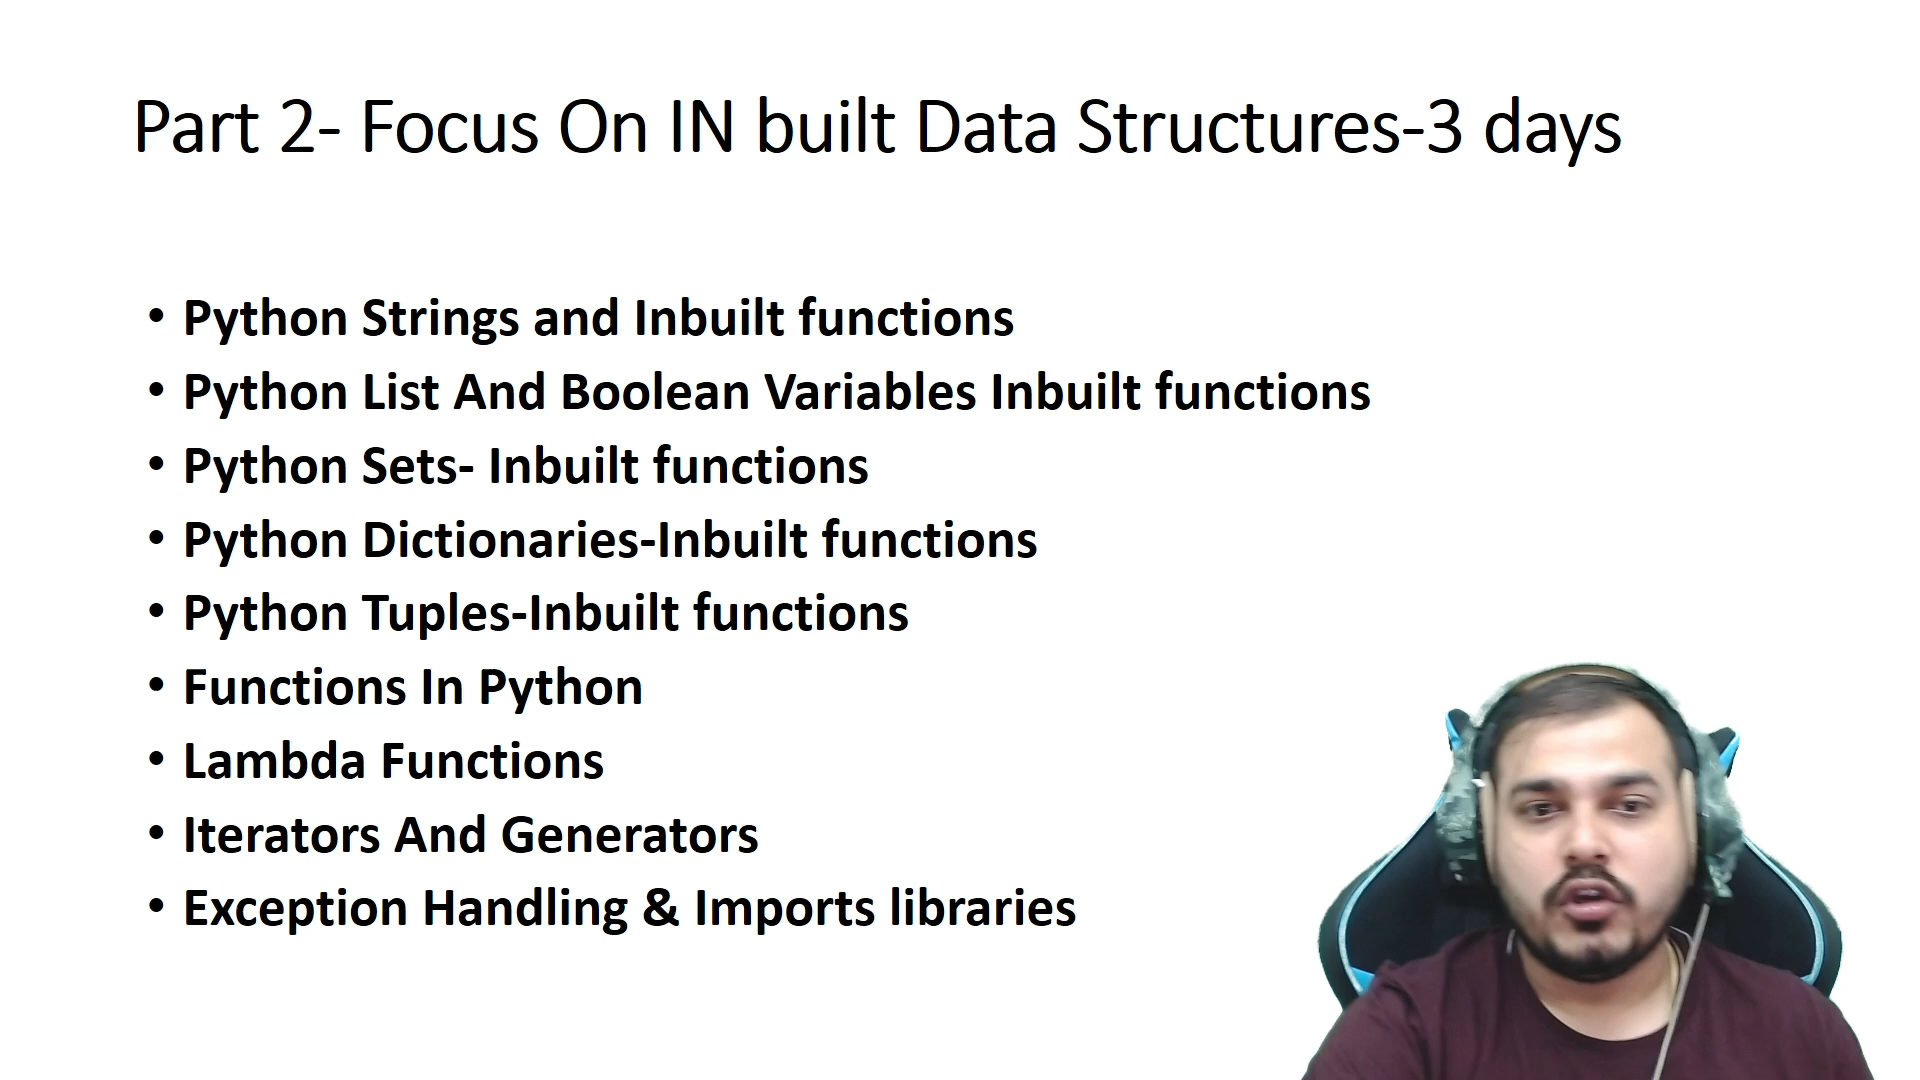 Part 2- Focus On IN built Data Structures-3 days
• Python Strings and Inbuilt functions
• Python List And Boolean Variables Inbuilt functions
• Python Sets- Inbuilt functions
• Python Dictionaries-Inbuilt functions
• Python Tuples-Inbuilt functions
• Functions In Python
• Lambda Functions
• Iterators And Generators
• Exception Handling & Imports libraries